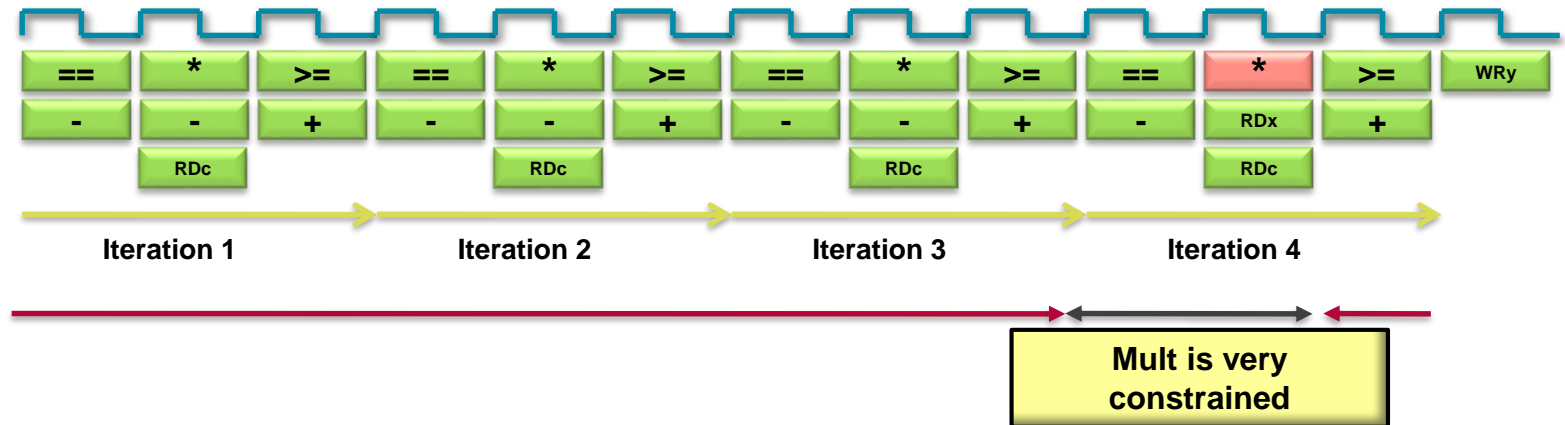 == * >= == * >= == * >= == * >= WRy
- - + - - + - - + - RDx +
RDc RDc RDc RDc
Iteration 1 Iteration 2 Iteration 3 Iteration 4
Mult is very
constrained